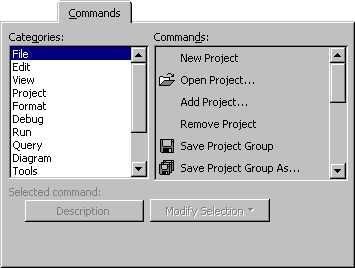 Commands
Categories:
File
Edit
View
Project
Format
Debug
Run
Query
Diagram
Tools
Commands:
New Project
Open Project...
Add Project...
Remove Project
Save Project Group
Save Project Group As...
Selected command:
Description
Modify Selection